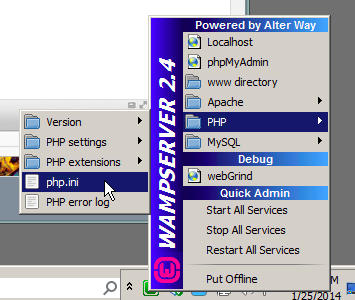 Powered by Alter Way
Localhost
phpMyAdmin
www directory
Apache
PHP
MySQL
Debug
webGrind
Quick Admin
Start All Services
Stop All Services
Restart All Services
Put Offline
WAMPSERVER 2.4
Version
PHP settings
PHP extensions
php.ini
PHP error log
M
1/25/2014